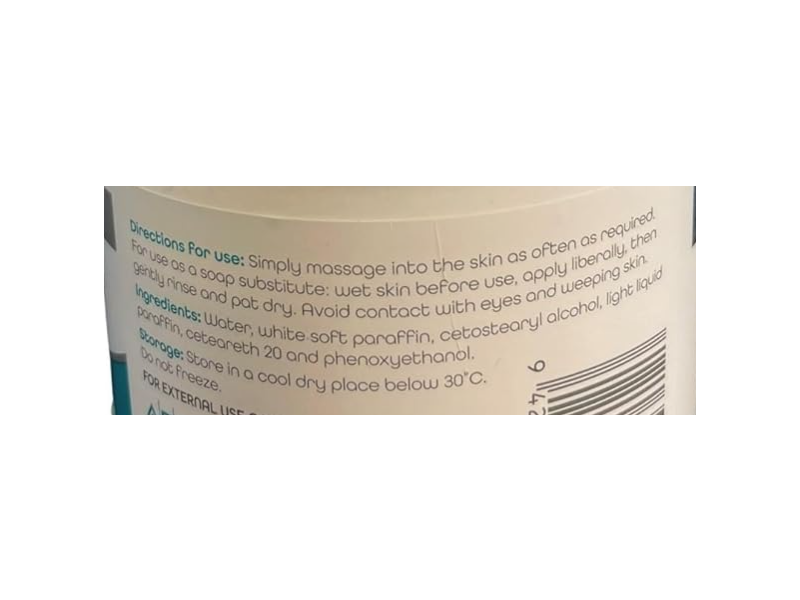 Directions for use: Simply massage into the skin as often as required.
For use as a soap substitute: wet skin before use, apply liberally, then
gently rinse and pat dry. Avoid contact with eyes and weeping skin.
Ingredients: Water, white soft paraffin, cetostearyl alcohol, light liquid
paraffin, ceteareth 20 and phenoxyethanol.
Storage: Store in a cool dry place below 30°C.
Do not freeze.
FOR EXTERNAL USE